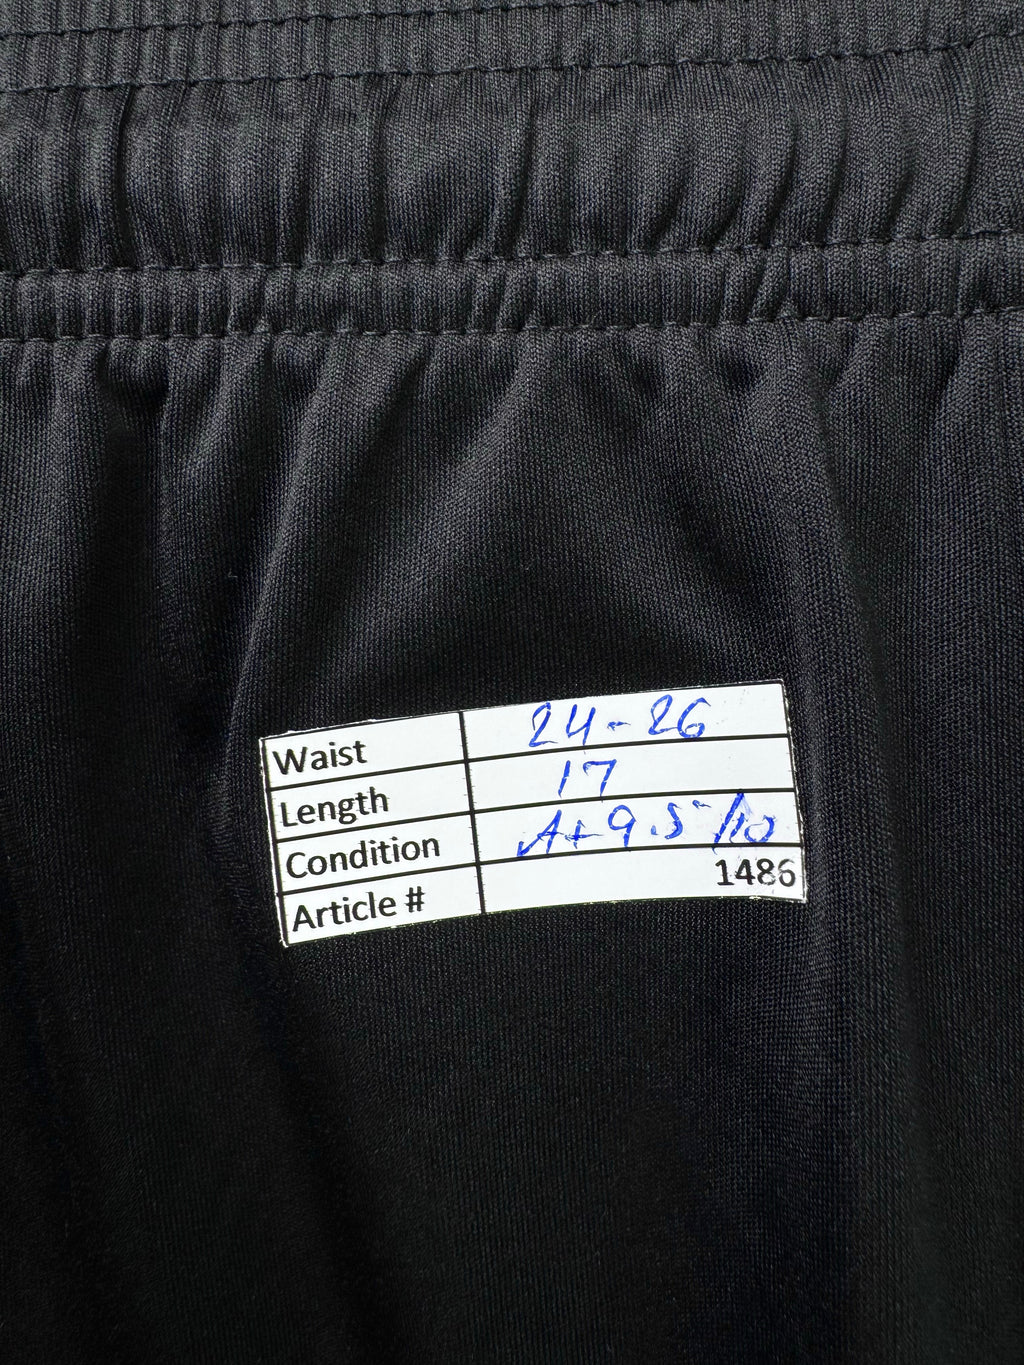 Waist 24-26
Length 17
Condition A+ 9.5/10
Article # 1486